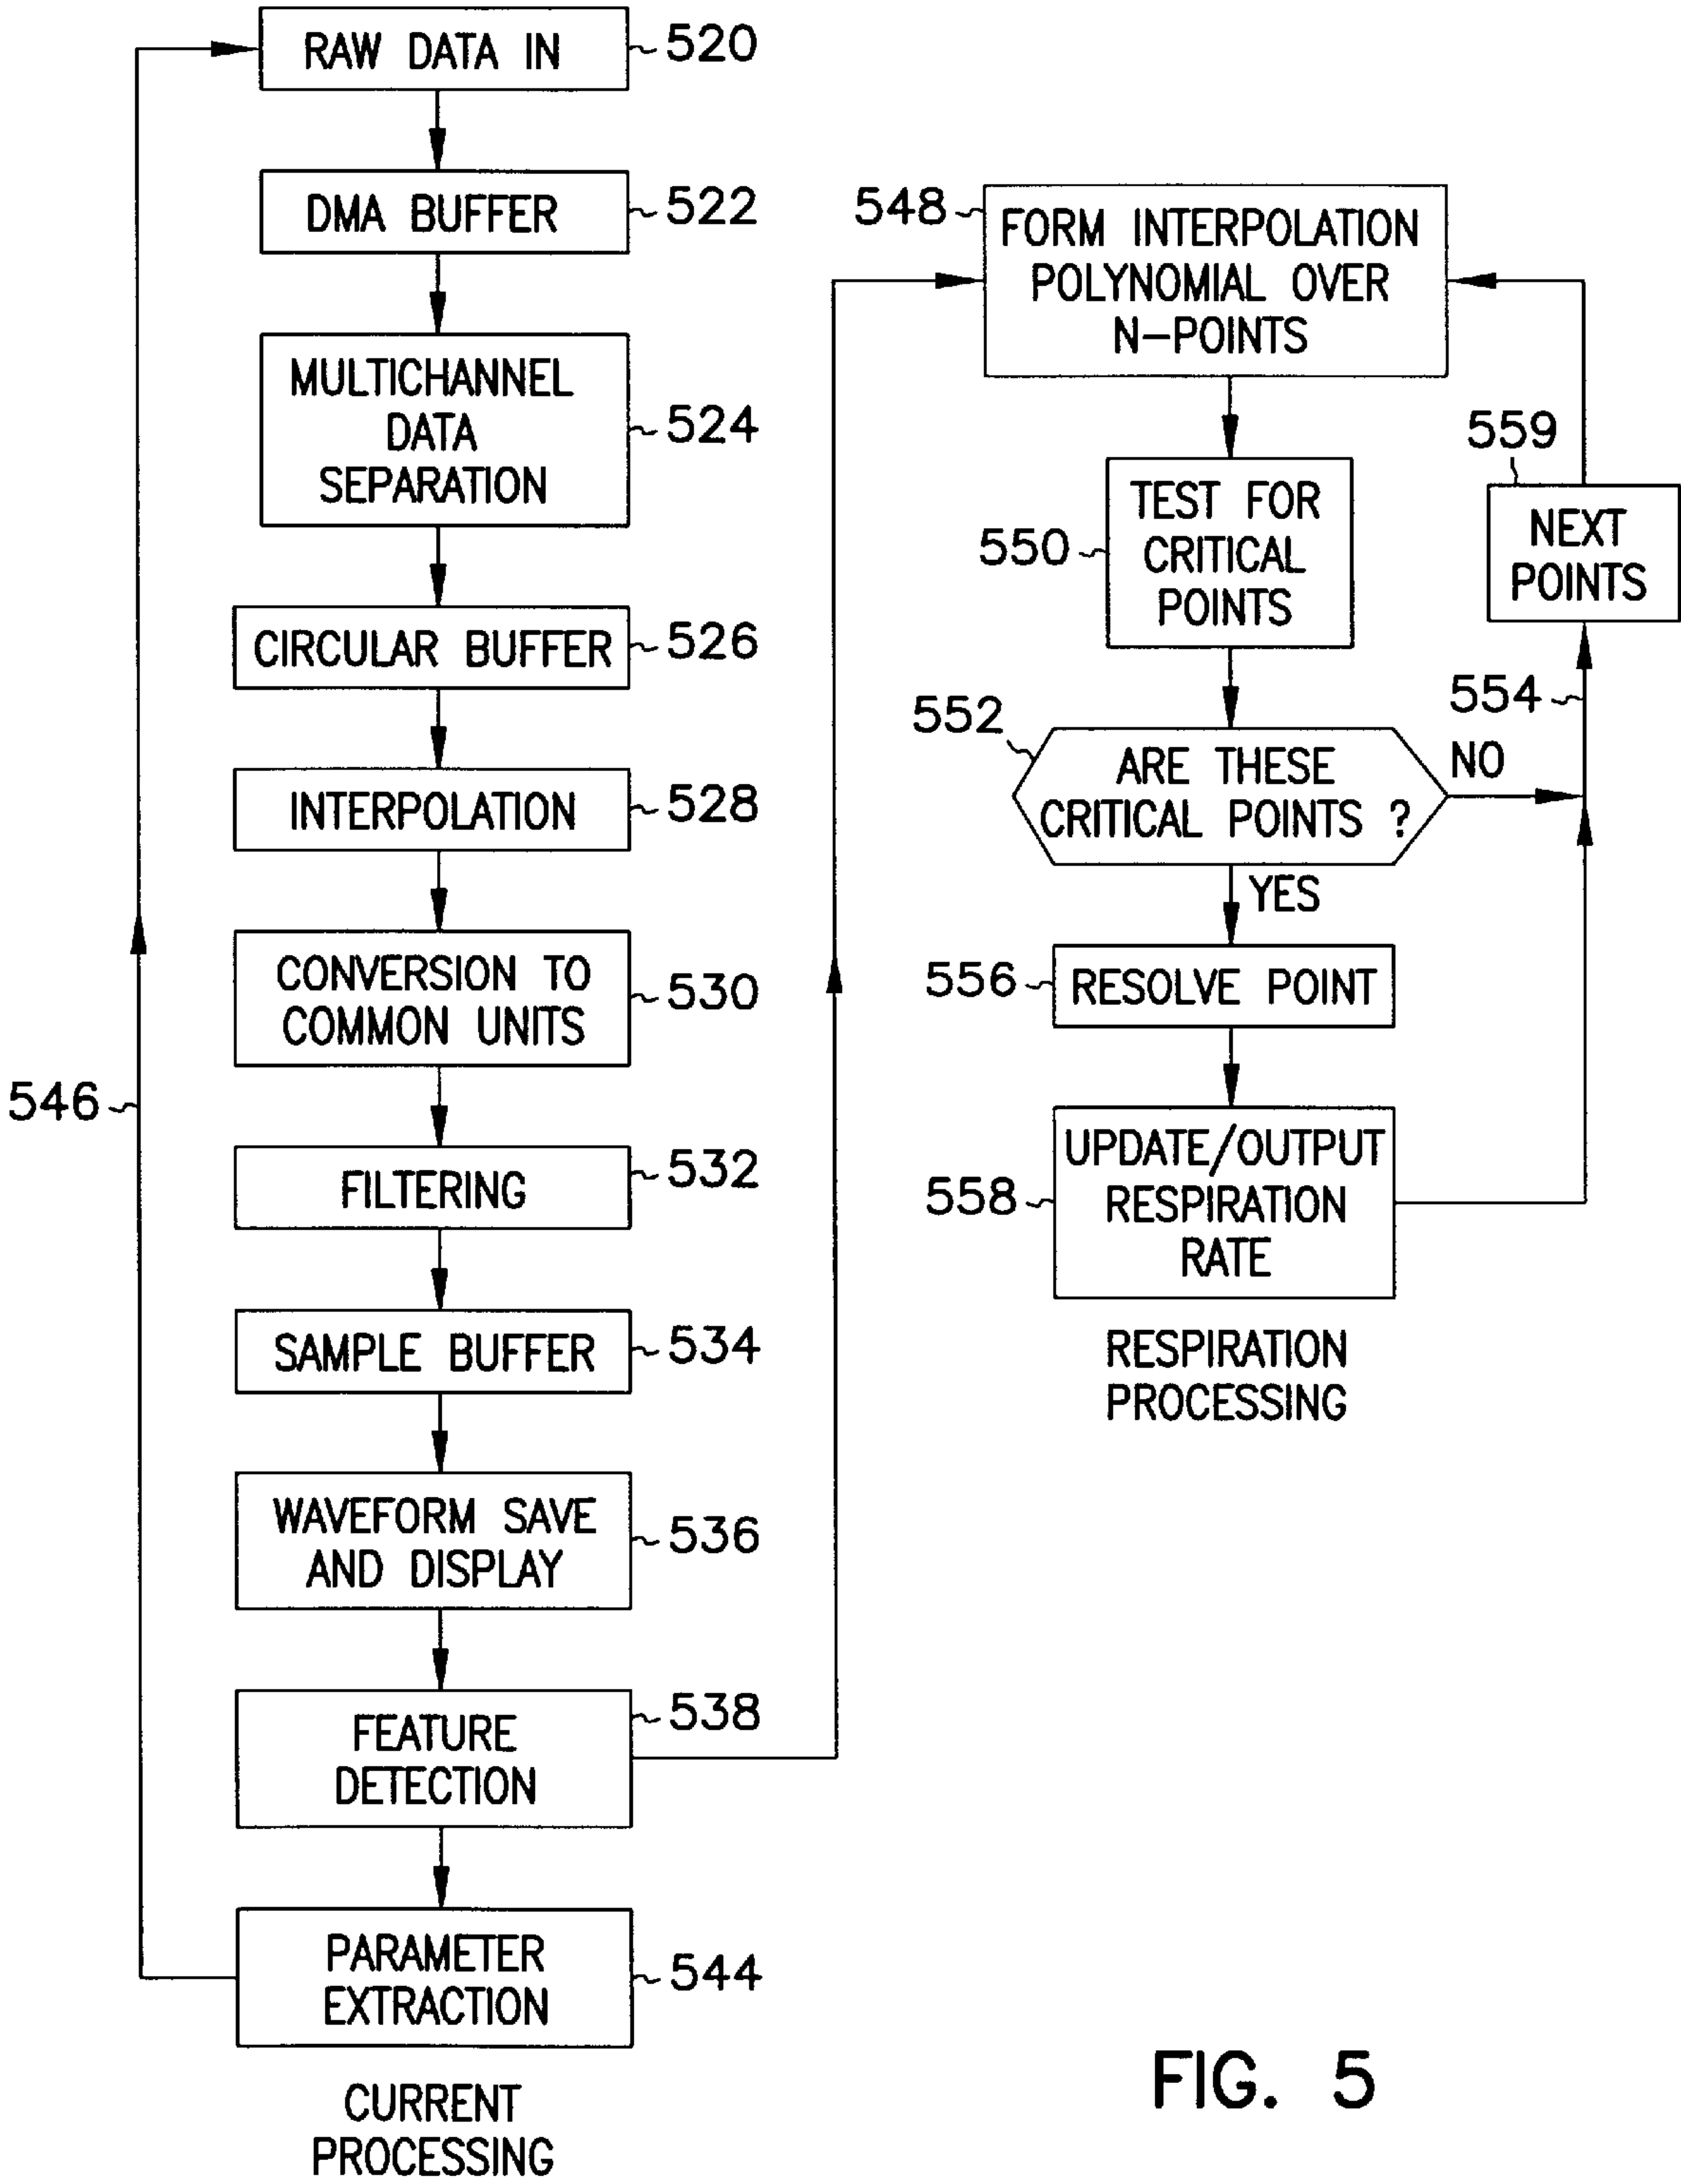 RAW DATA IN
520
DMA BUFFER
522
MULTICHANNEL
DATA
SEPARATION
524
CIRCULAR BUFFER
526
INTERPOLATION
528
CONVERSION TO
COMMON UNITS
530
546
FILTERING
532
SAMPLE BUFFER
534
WAVEFORM SAVE
AND DISPLAY
536
FEATURE
DETECTION
538
PARAMETER
EXTRACTION
544
CURRENT
PROCESSING
548
FORM INTERPOLATION
POLYNOMIAL OVER
N-POINTS
550
TEST FOR
CRITICAL
POINTS
559
NEXT
POINTS
554
552
ARE THESE
CRITICAL POINTS ?
NO
YES
556
RESOLVE POINT
558
UPDATE/OUTPUT
RESPIRATION
RATE
RESPIRATION
PROCESSING
FIG. 5